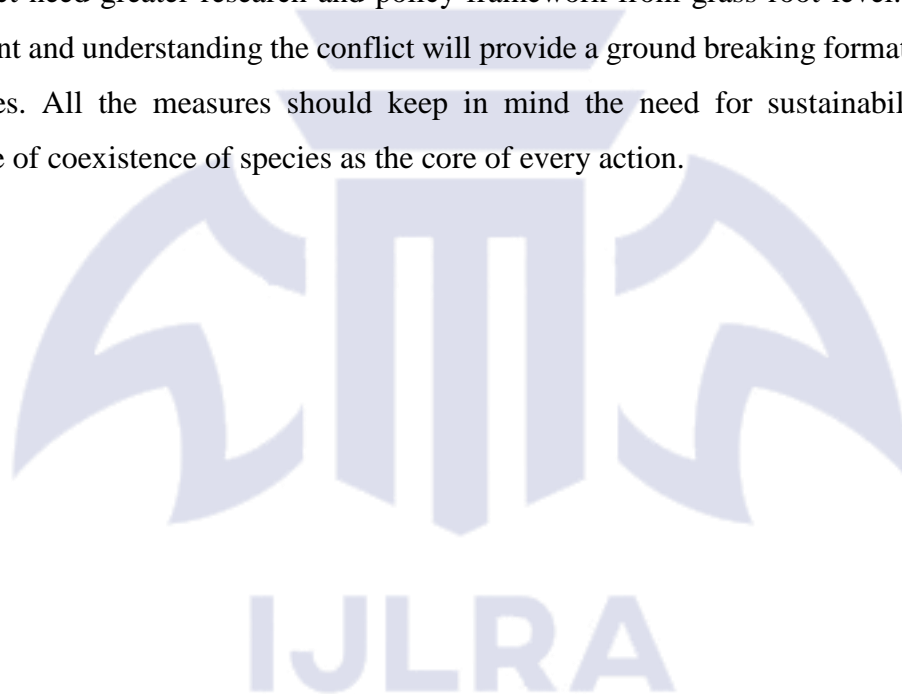 need greater research and policy framework from grass root level.
and understanding the conflict will provide a ground breaking format
All the measures should keep in mind the need for
of coexistence of species as the core of every action.
IJLRA